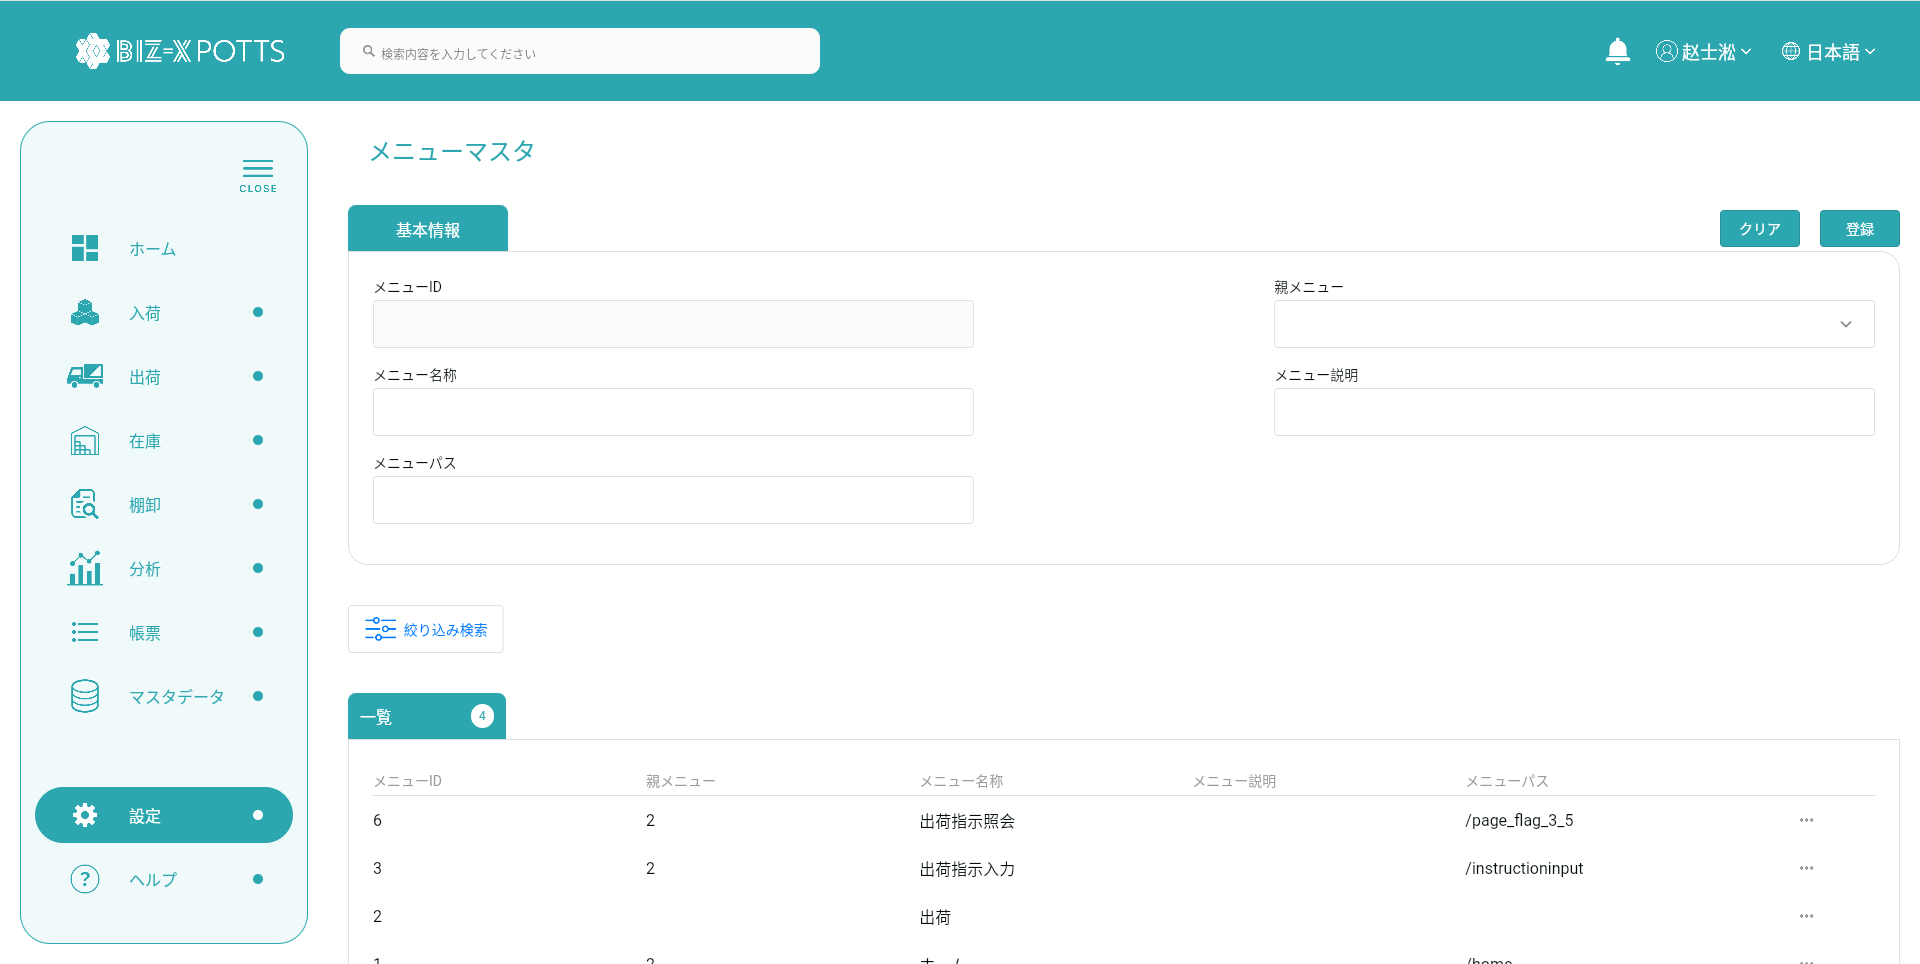 BIZ=X POTTS
検索内容を入力してください
赵士淞
日本語
CLOSE
ホーム
入荷
出荷
在庫
棚卸
分析
帳票
マスタデータ
設定
ヘルプ
メニューマスタ
基本情報
クリア
登録
メニューID
親メニュー
メニュー名称
メニュー説明
メニューパス
絞り込み検索
一覧 4
メニューID 親メニュー メニュー名称 メニュー説明 メニューパス
6 2 出荷指示照会 /page_flag_3_5
3 2 出荷指示入力 /instructioninput
2 出荷
1 2 ホーム /home